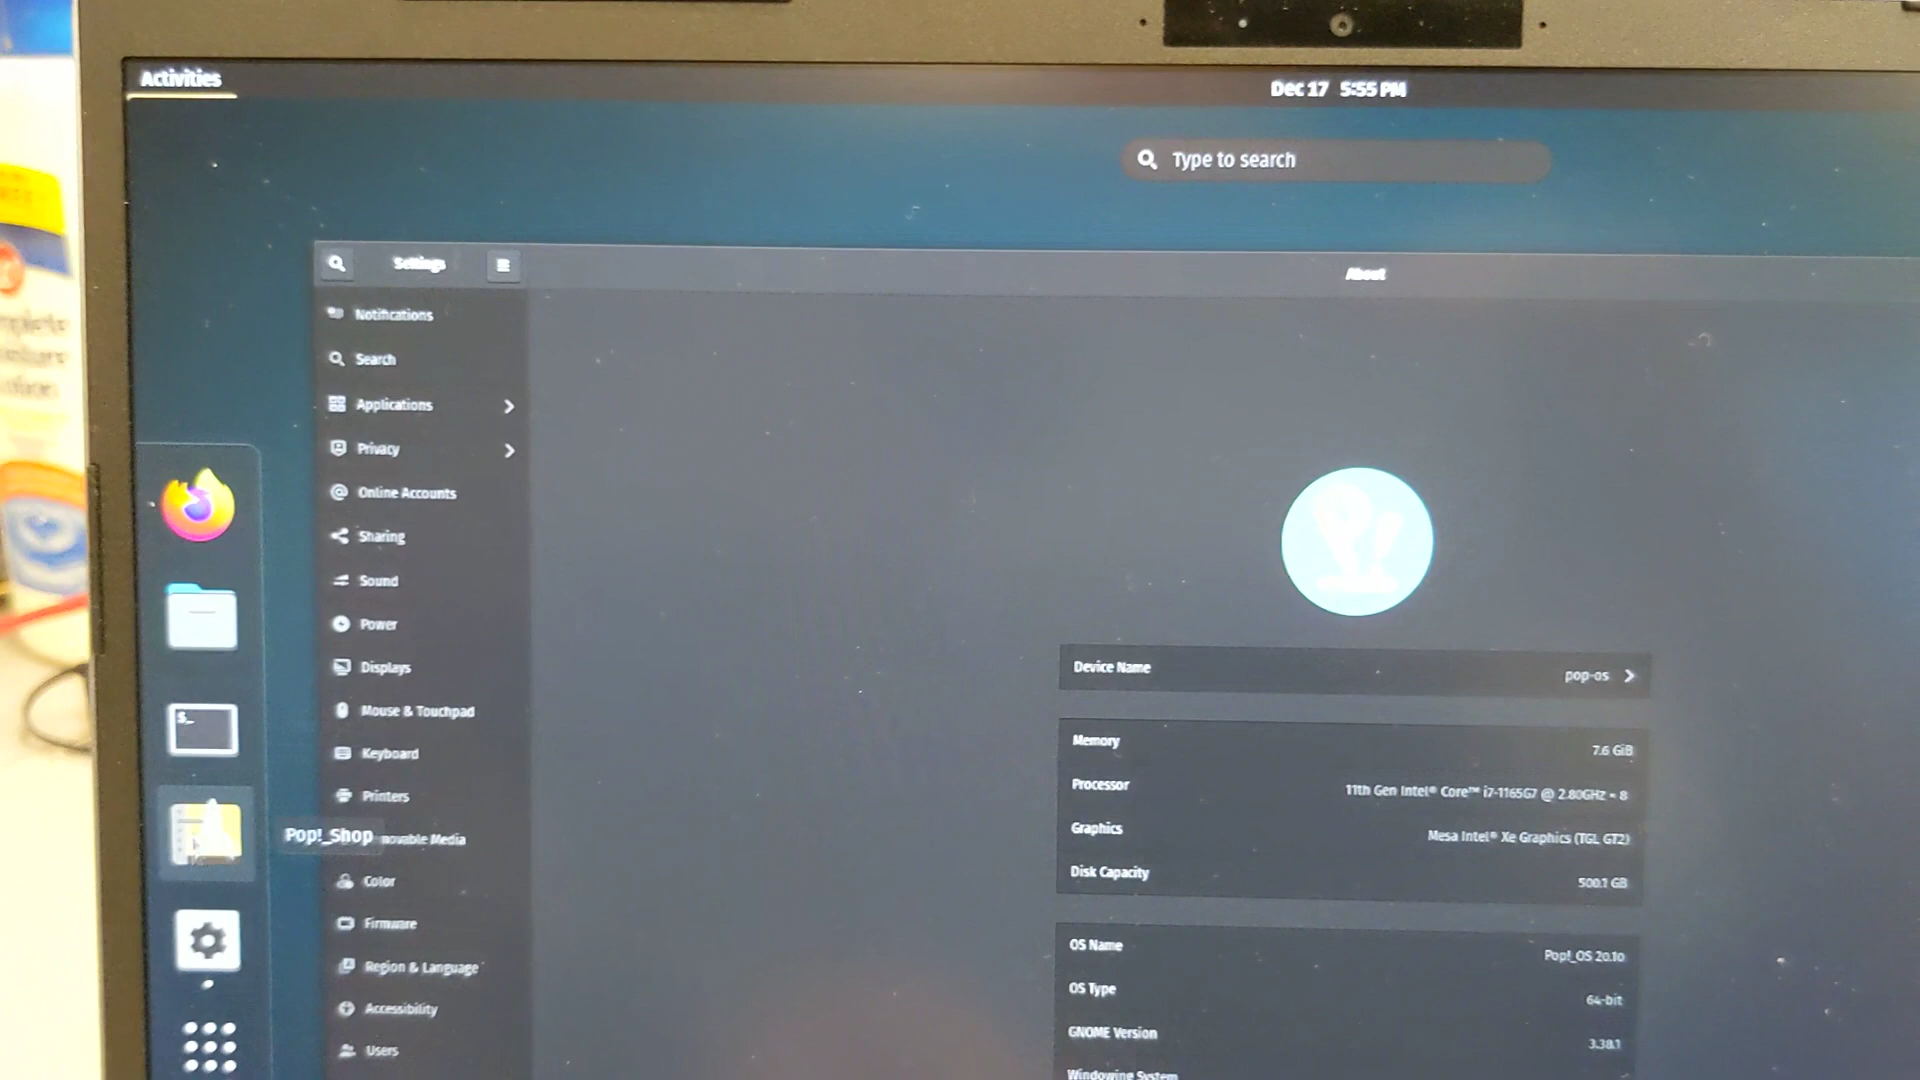 Activities
Dec 17 5:55 PM
Type to search
Settings
About
Notifications
Search
Applications
Privacy
Online Accounts
Sharing
Sound
Power
Displays
Mouse & Touchpad
Keyboard
Printers
Pop!_Shop
movable Media
Color
Firmware
Region & Language
Accessibility
Users
$_
Device Name pop-os
Memory 7.6 GiB
Processor 11th Gen Intel® Core™ i7-1165G7 @ 2.80GHz × 8
Graphics Mesa Intel® Xe Graphics (TGL GT2)
Disk Capacity 500.1 GB
OS Name Pop!_OS 20.10
OS Type 64-bit
GNOME Version 3.38.1
Windowing System